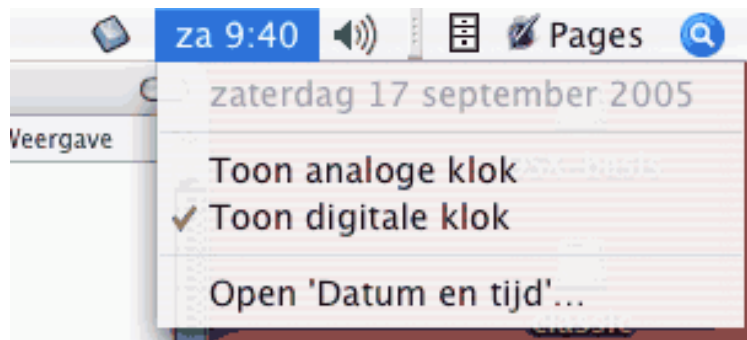 za 9:40 Pages
zaterdag 17 september 2005
Weergave
Toon analoge klok
Toon digitale klok
Open 'Datum en tijd'...
classic